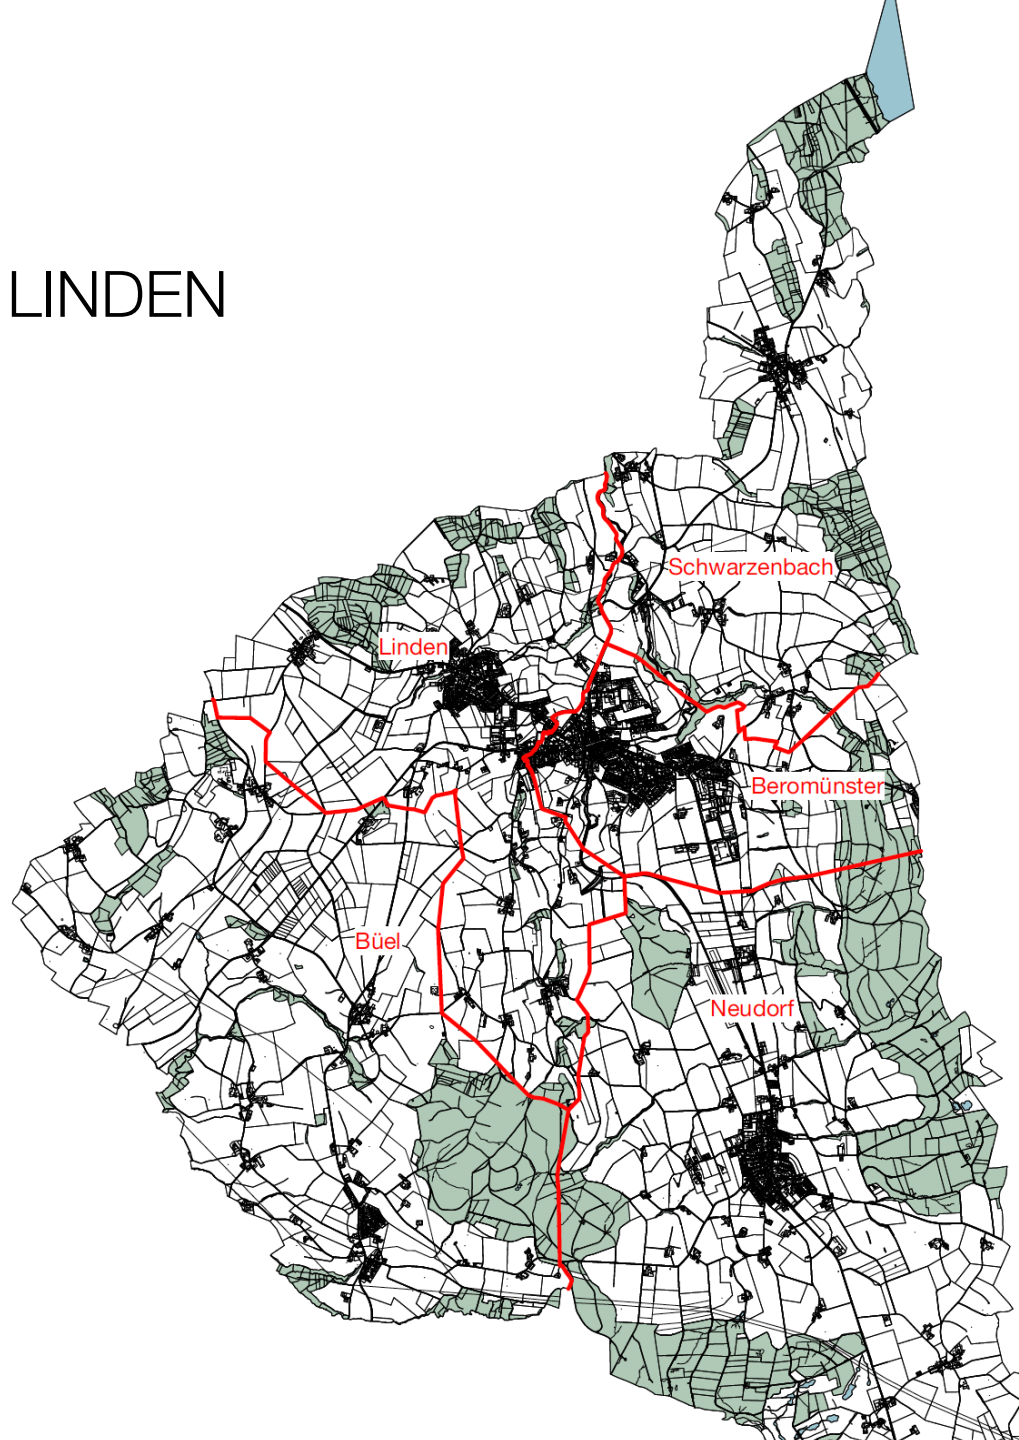 LINDEN
Schwarzenbach
Linden
Beromünster
Büel
Neudorf